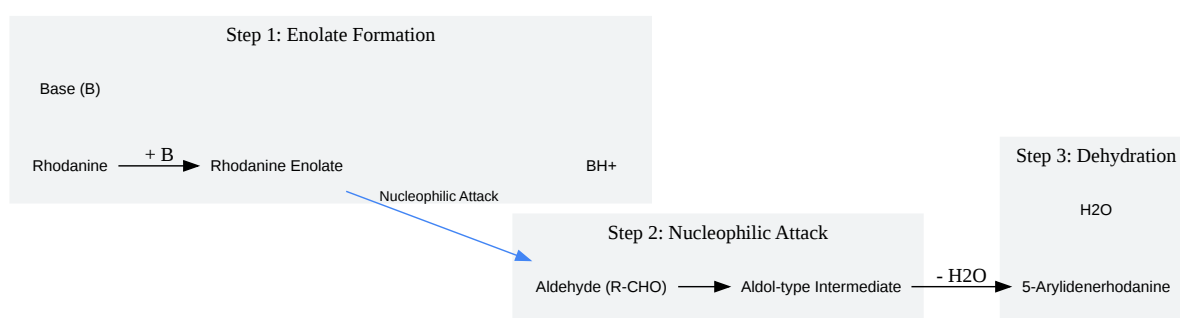 Step 1: Enolate Formation
Base (B)
Rhodanine
+ B
Rhodanine Enolate
BH+
Nucleophilic Attack
Step 2: Nucleophilic Attack
Aldehyde (R-CHO)
Aldol-type Intermediate
- H2O
Step 3: Dehydration
H2O
5-Arylidenerhodanine